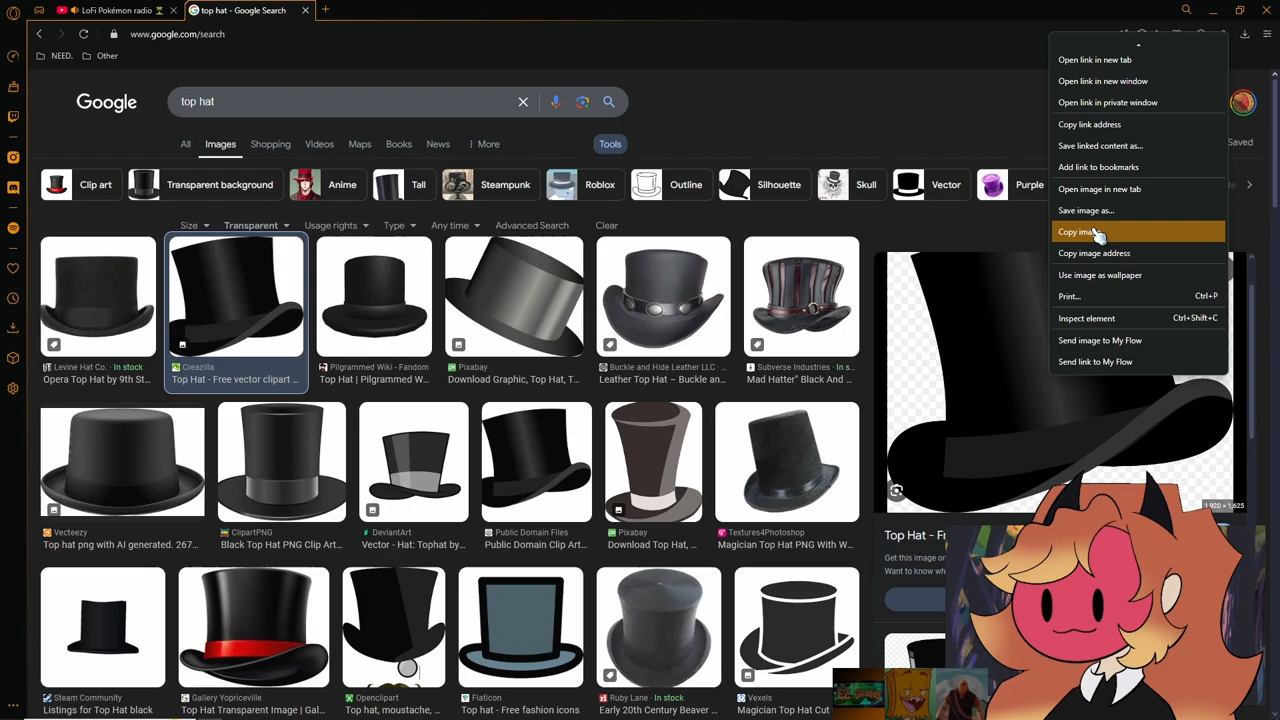 LoFi Pokémon radio
top hat - Google Search
www.google.com/search
NEED.
Other
Google
top hat
All
Images
Shopping
Videos
Maps
Books
News
More
Tools
Saved
Clip art
Transparent background
Anime
Tall
Steampunk
Roblox
Outline
Silhouette
Skull
Vector
Purple
Size
Transparent
Usage rights
Type
Any time
Advanced Search
Clear
Open link in new tab
Open link in new window
Open link in private window
Copy link address
Save linked content as...
Add link to bookmarks
Open image in new tab
Save image as...
Copy
Copy image address
Use image as wallpaper
Print... Ctrl+P
Inspect element Ctrl+Shift+C
Send image to My Flow
Send link to My Flow
Levine Hat Co. · In stock
Opera Top Hat by 9th St...
Creazilla
Top Hat - Free vector clipart ...
Pilgrimmed Wiki - Fandom
Top Hat | Pilgrammed W...
Pixabay
Download Graphic, Top Hat, T...
Buckle and Hide Leather LLC · ...
Leather Top Hat – Buckle an...
Subverse Industries · In s...
Mad Hatter" Black And ...
Vecteezy
Top hat png with AI generated. 267...
ClipartPNG
Black Top Hat PNG Clip Art...
DeviantArt
Vector - Hat: Tophat by...
Public Domain Files
Public Domain Clip Art...
Pixabay
Download Top Hat, ...
Textures4Photoshop
Magician Top Hat PNG With W...
Steam Community
Listings for Top Hat black
Gallery Yopriceville
Top Hat Transparent Image | Gal...
Openclipart
Top hat, moustache, ...
Flaticon
Top hat - Free fashion icons
Ruby Lane · In stock
Early 20th Century Beaver ...
Vexels
Magician Top Hat Cut ...
1 920 × 1,625
Top Hat - Fr
Get this image on
Want to know wh